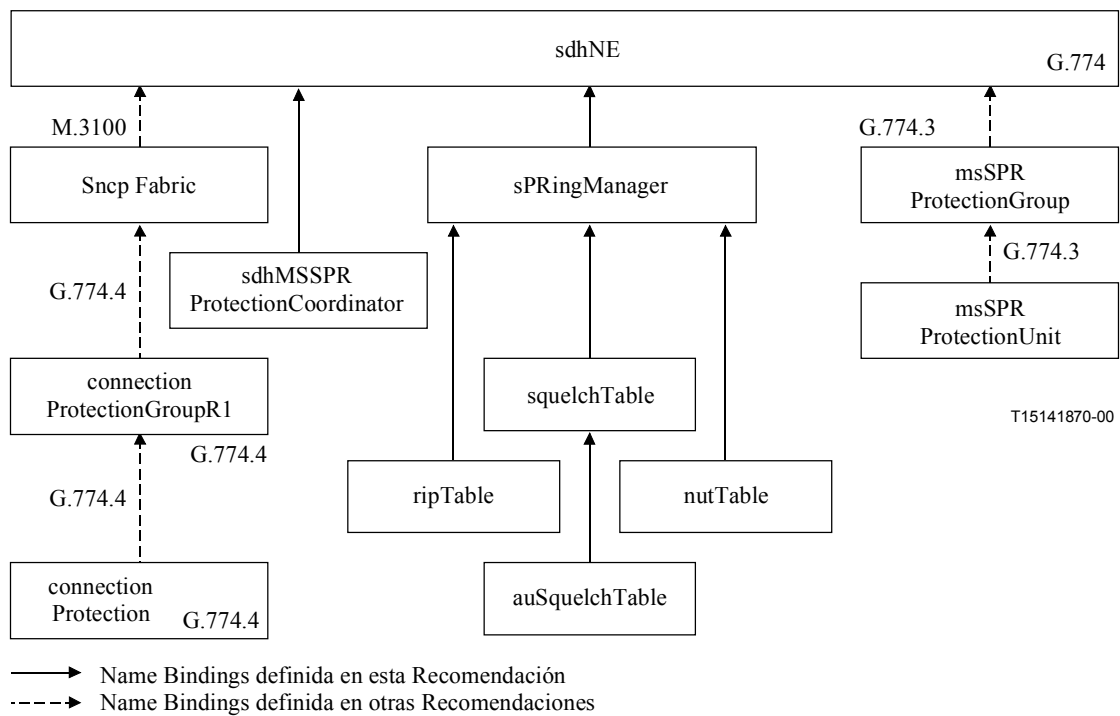 sdhNE
G.774
M.3100
G.774.3
Sncp Fabric
sPRingManager
msSPR
ProtectionGroup
G.774.3
sdhMSSPR
ProtectionCoordinator
G.774.4
msSPR
ProtectionUnit
connection
ProtectionGroupR1
squelchTable
T15141870-00
G.774.4
G.774.4
ripTable
nutTable
connection
Protection
G.774.4
auSquelchTable
Name Bindings definida en esta Recomendación
Name Bindings definida en otras Recomendaciones